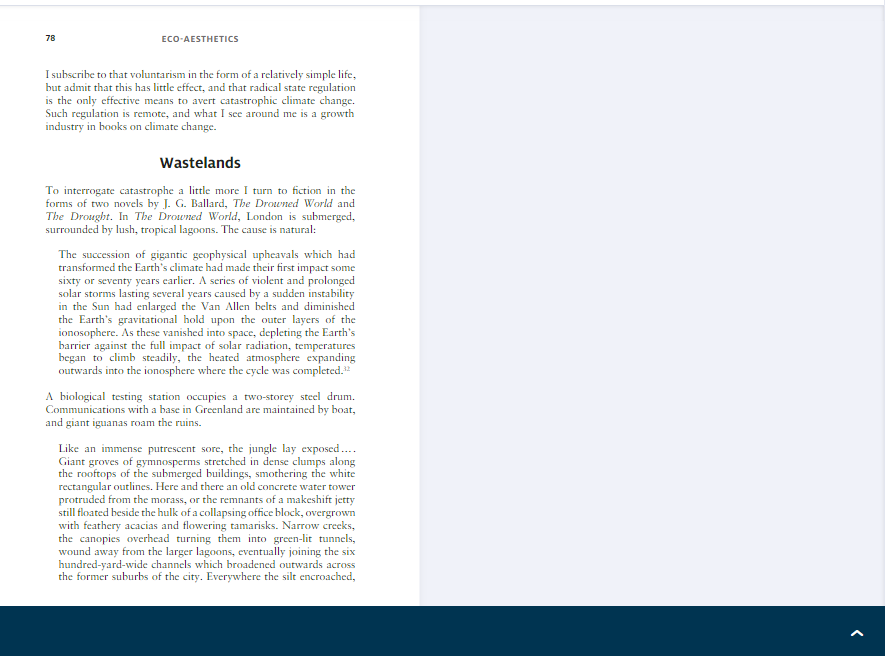 78
ECO-AESTHETICS
I subscribe to that voluntarism in the form of a relatively simple life,
but admit that this has little effect, and that radical state regulation
is the only effective means to avert catastrophic climate change.
Such regulation is remote, and what I see around me is a growth
industry in books on climate change.
Wastelands
To interrogate catastrophe a little more I turn to fiction in the
forms of two novels by J. G. Ballard, The Drowned World and
The Drought. In The Drowned World, London is submerged,
surrounded by lush, tropical lagoons. The cause is natural:
The succession of gigantic geophysical upheavals which had
transformed the Earth's climate had made their first impact some
sixty or seventy years earlier. A series of violent and prolonged
solar storms lasting several years caused by a sudden instability
in the Sun had enlarged the Van Allen belts and diminished
the Earth's gravitational hold upon the outer layers of the
ionosophere. As these vanished into space, depleting the Earth's
barrier against the full impact of solar radiation, temperatures
began to climb steadily, the heated atmosphere expanding
outwards into the ionosphere where the cycle was completed.12
A biological testing station occupies a two-storey steel drum.
Communications with a base in Greenland are maintained by boat,
and giant iguanas roam the ruins.
Like an immense putrescent sore, the jungle lay exposed ....
Giant groves of gymnosperms stretched in dense clumps along
the rooftops of the submerged buildings, smothering the white
rectangular outlines. Here and there an old concrete water tower
protruded from the morass, or the remnants of a makeshift jetty
still floated beside the hulk of a collapsing office block, overgrown
with feathery acacias and flowering tamarisks. Narrow creeks,
the canopies overhead turning them into green-lit tunnels,
wound away from the larger lagoons, eventually joining the six
hundred-yard-wide channels which broadened outwards across
the former suburbs of the city. Everywhere the silt encroached,